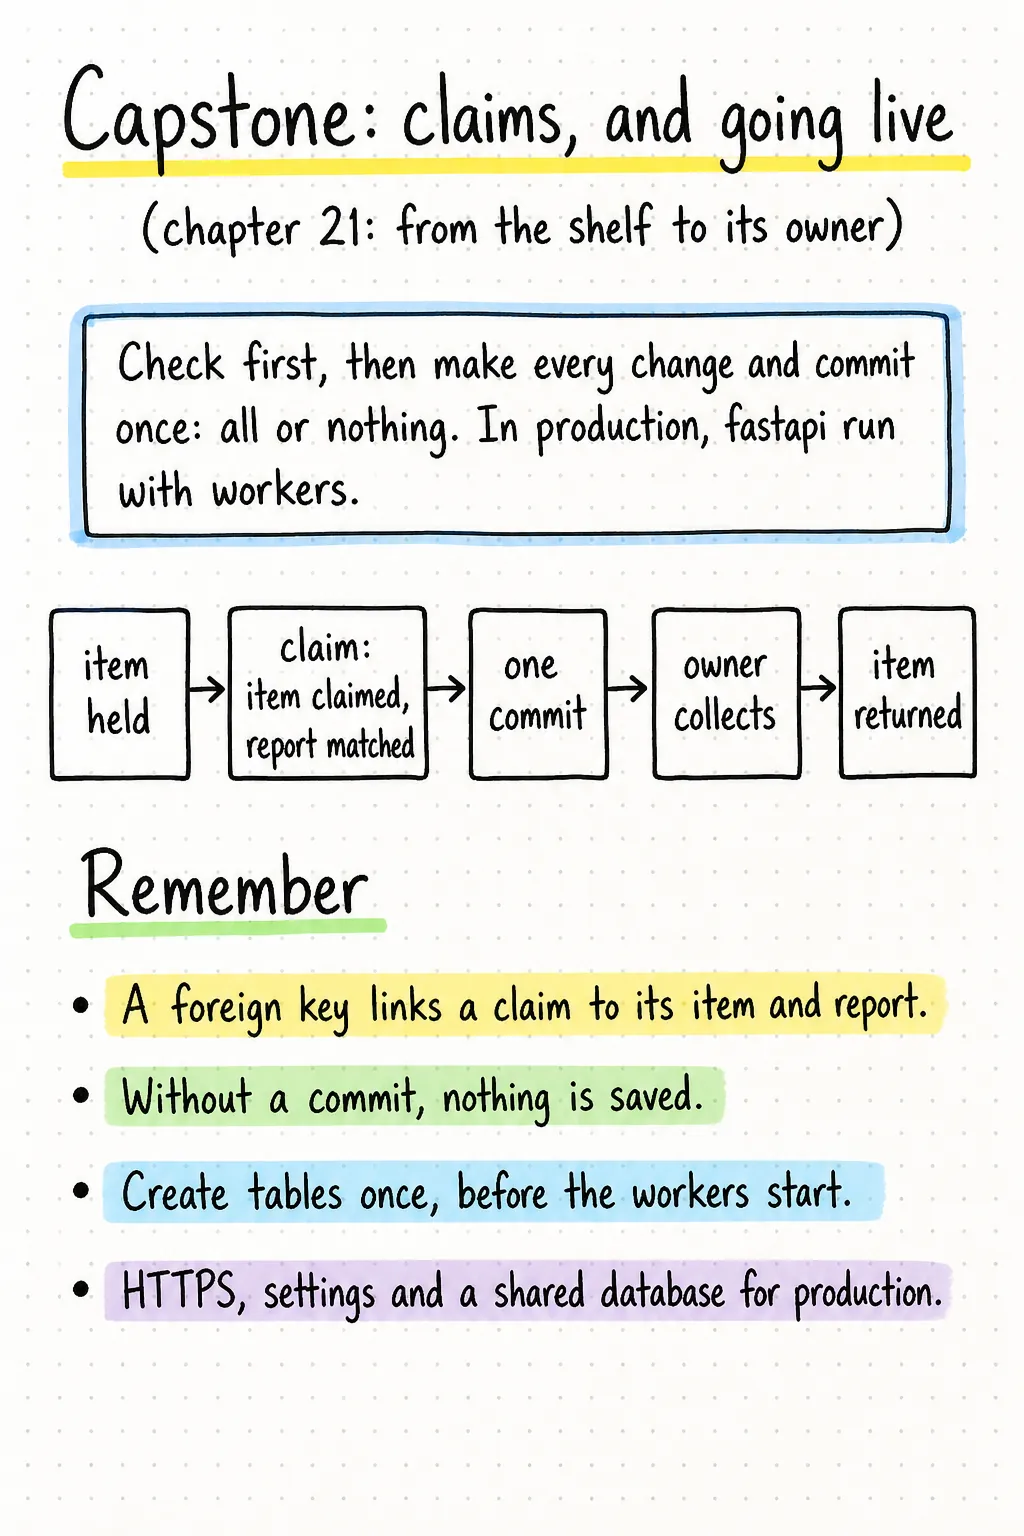 Capstone: claims, and going live
(chapter 21: from the shelf to its owner)
Check first, then make every change and commit
once: all or nothing. In production, fastapi run
with workers.
item
held
claim:
item claimed,
report matched
one
commit
owner
collects
item
returned
Remember
• A foreign key links a claim to its item and report.
• Without a commit, nothing is saved.
• Create tables once, before the workers start.
• HTTPS, settings and a shared database for production.